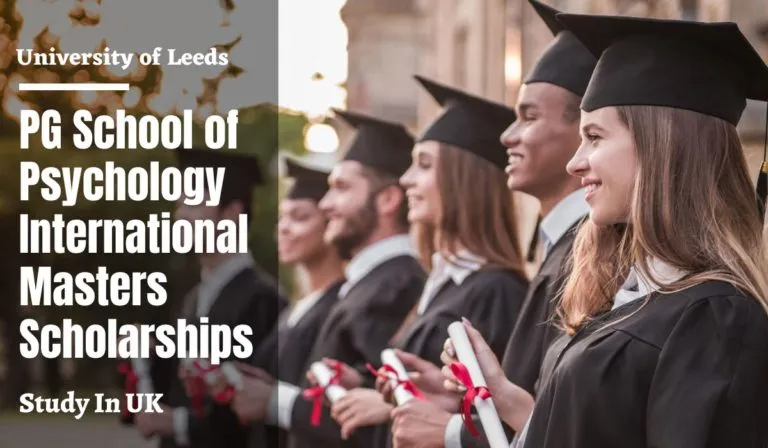 University of Leeds
PG School of
Psychology
International
Masters
Scholarships
Study In UK